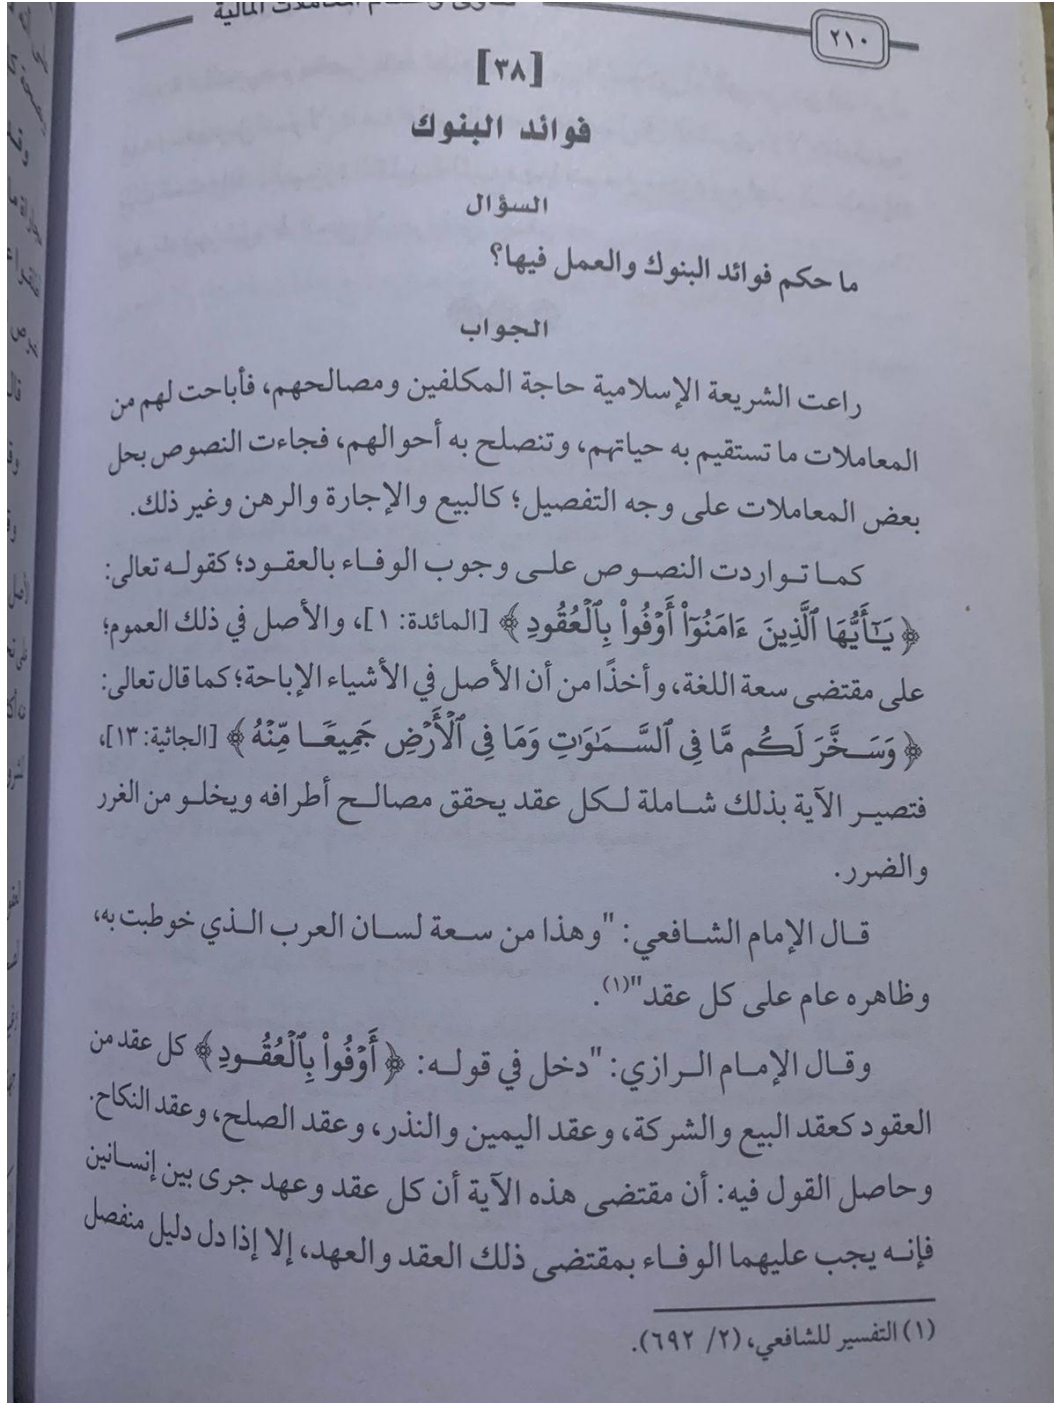 ٢١٠
المعاملات المالية
[٣٨]
فوائد البنوك
السؤال
ما حكم فوائد البنوك والعمل فيها؟
الجواب
راعت الشريعة الإسلامية حاجة المكلفين ومصالحهم، فأباحت لهم من
المعاملات ما تستقيم به حياتهم، وتنصلح به أحوالهم، فجاءت النصوص بحل
بعض المعاملات على وجه التفصيل؛ كالبيع والإجارة والرهن وغير ذلك.
كما تواردت النصوص على وجوب الوفاء بالعقود؛ كقوله تعالى:
﴿يَـٰٓأَيُّهَا ٱلَّذِينَ ءَامَنُوٓا۟ أَوْفُوا۟ بِٱلْعُقُودِ﴾ [المائدة: ١]، والأصل في ذلك العموم؛
على مقتضى سعة اللغة، وأخذًا من أن الأصل في الأشياء الإباحة؛ كما قال تعالى:
﴿وَسَخَّرَ لَكُم مَّا فِى ٱلسَّمَـٰوَٰتِ وَمَا فِى ٱلْأَرْضِ جَمِيعًا مِّنْهُ﴾ [الجاثية: ١٣]،
فتصير الآية بذلك شاملة لكل عقد يحقق مصالح أطرافه ويخلو من الغرر
والضرر.
قال الإمام الشافعي: "وهذا من سعة لسان العرب الذي خوطبت به،
وظاهره عام على كل عقد"(١).
وقال الإمام الرازي: "دخل في قوله: ﴿أَوْفُوا۟ بِٱلْعُقُودِ﴾ كل عقد من
العقود كعقد البيع والشركة، وعقد اليمين والنذر، وعقد الصلح، وعقد النكاح.
وحاصل القول فيه: أن مقتضى هذه الآية أن كل عقد وعهد جرى بين إنسانين
فإنه يجب عليهما الوفاء بمقتضى ذلك العقد والعهد، إلا إذا دل دليل منفصل
(١) التفسير للشافعي، (٢/ ٦٩٢).